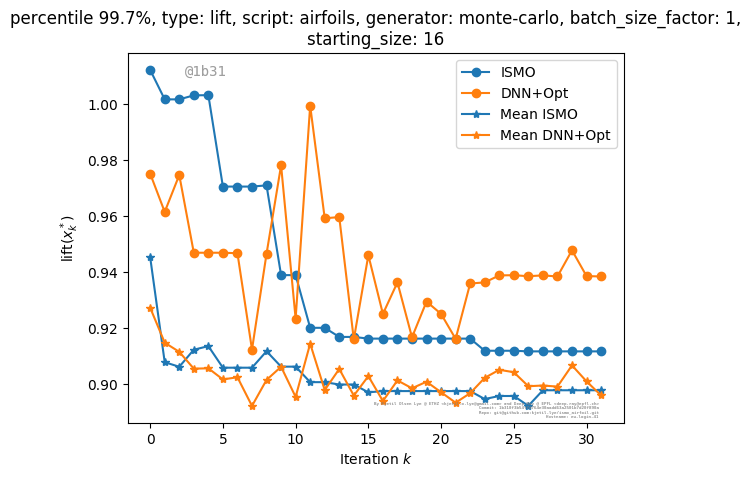 percentile 99.7%, type: lift, script: airfoils, generator: monte-carlo, batch_size_factor: 1,
starting_size: 16
@1b31
ISMO
DNN+Opt
Mean ISMO
Mean DNN+Opt
1.00
0.98
0.96
0.94
0.92
0.90
lift(x_k^*)
0
5
10
15
20
25
30
Iteration k